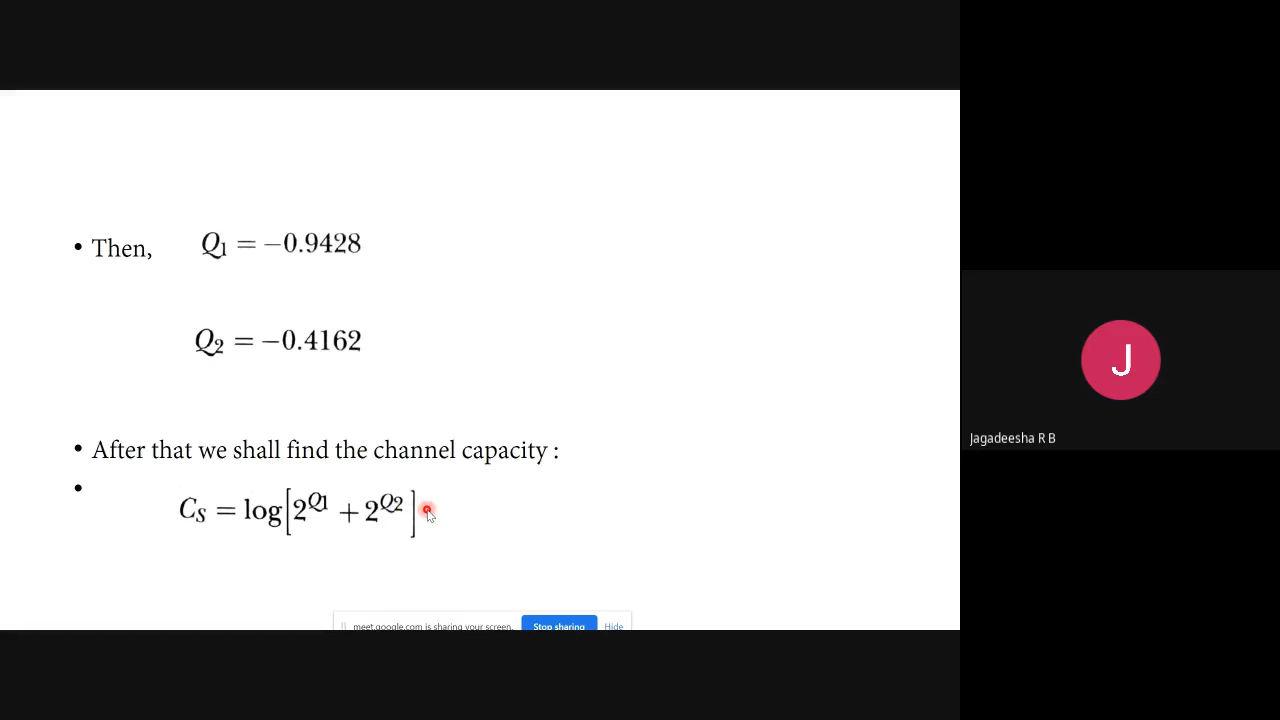 • Then, Q₁ = −0.9428
Q₂ = −0.4162
• After that we shall find the channel capacity :
• C_S = log[2^Q₁ + 2^Q₂]
meet.google.com is sharing your screen. Stop sharing Hide
J
Jagadeesha R B